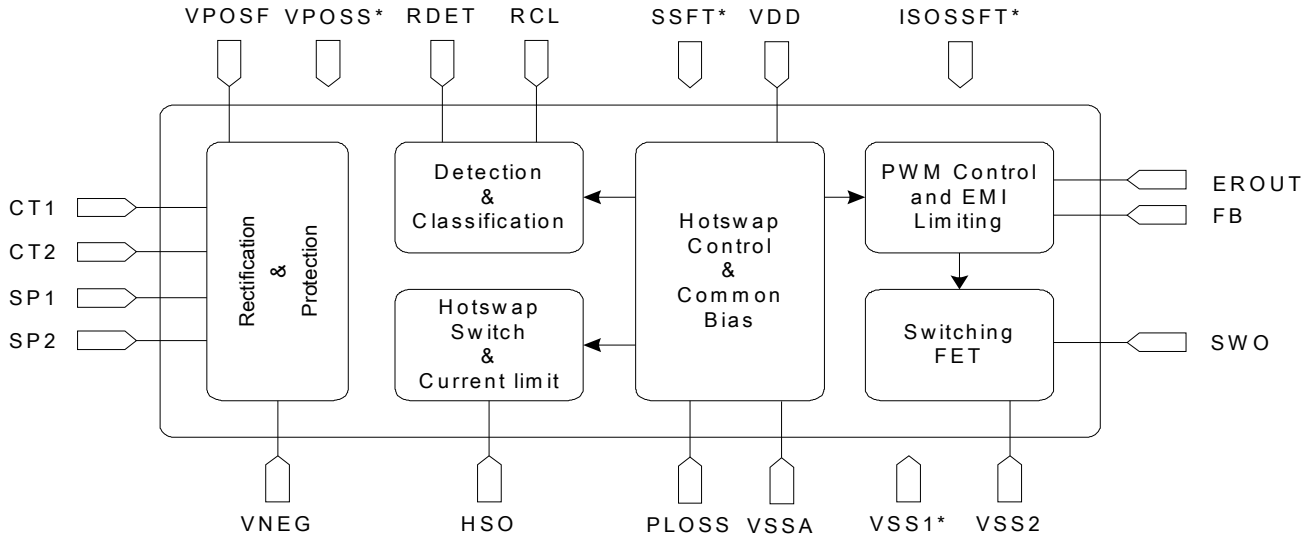 VPOSF
VPOSS*
RDET
RCL
SSFT*
VDD
ISOSSFT*
CT1
CT2
SP1
SP2
Rectification
&
Protection
Detection
&
Classification
Hotswap
Switch
&
Current limit
Hotswap
Control
&
Common
Bias
PWM Control
and EMI
Limiting
Switching
FET
EROUT
FB
SWO
VNEG
HSO
PLOSS
VSSA
VSS1*
VSS2